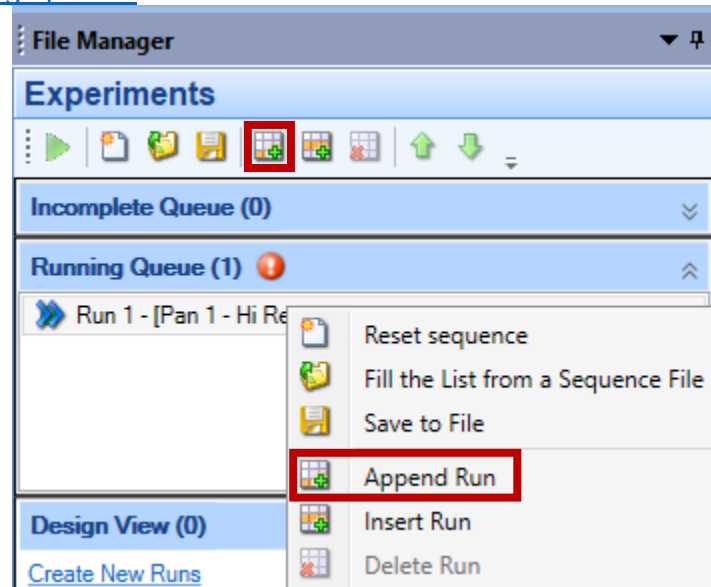 File Manager
Experiments
Incomplete Queue (0)
Running Queue (1)
Run 1 - [Pan 1 - Hi Re
Reset sequence
Fill the List from a Sequence File
Save to File
Append Run
Insert Run
Delete Run
Design View (0)
Create New Runs